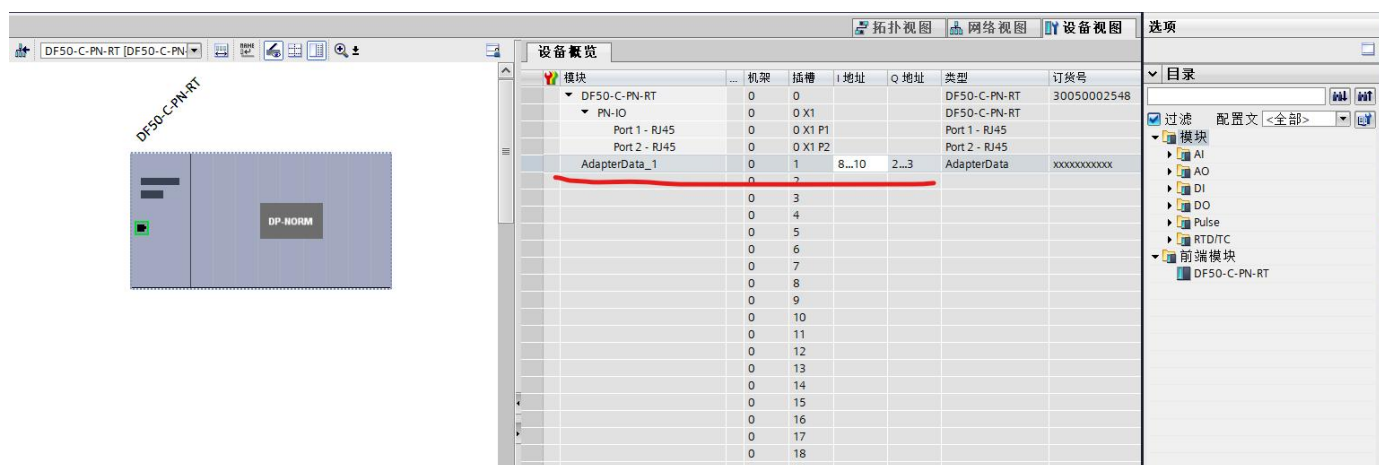 拓扑视图 网络视图 设备视图 选项
DF50-C-PN-RT [DF50-C-PN- 设备概览
目录
模块 ... 机架 插槽 I 地址 Q 地址 类型 订货号
DF50-C-PN-RT 0 0 DF50-C-PN-RT 30050002548
PN-IO 0 0 X1 DF50-C-PN-RT
Port 1 - RJ45 0 0 X1 P1 Port 1 - RJ45
Port 2 - RJ45 0 0 X1 P2 Port 2 - RJ45
AdapterData_1 0 1 8...10 2...3 AdapterData xxxxxxxxxxx
0 2
0 3
0 4
0 5
0 6
0 7
0 8
0 9
0 10
0 11
0 12
0 13
0 14
0 15
0 16
0 17
0 18
DF50-C-PN-RT
DP-NORM
过滤 配置文 <全部>
模块
AI
AO
DI
DO
Pulse
RTD/TC
前端模块
DF50-C-PN-RT